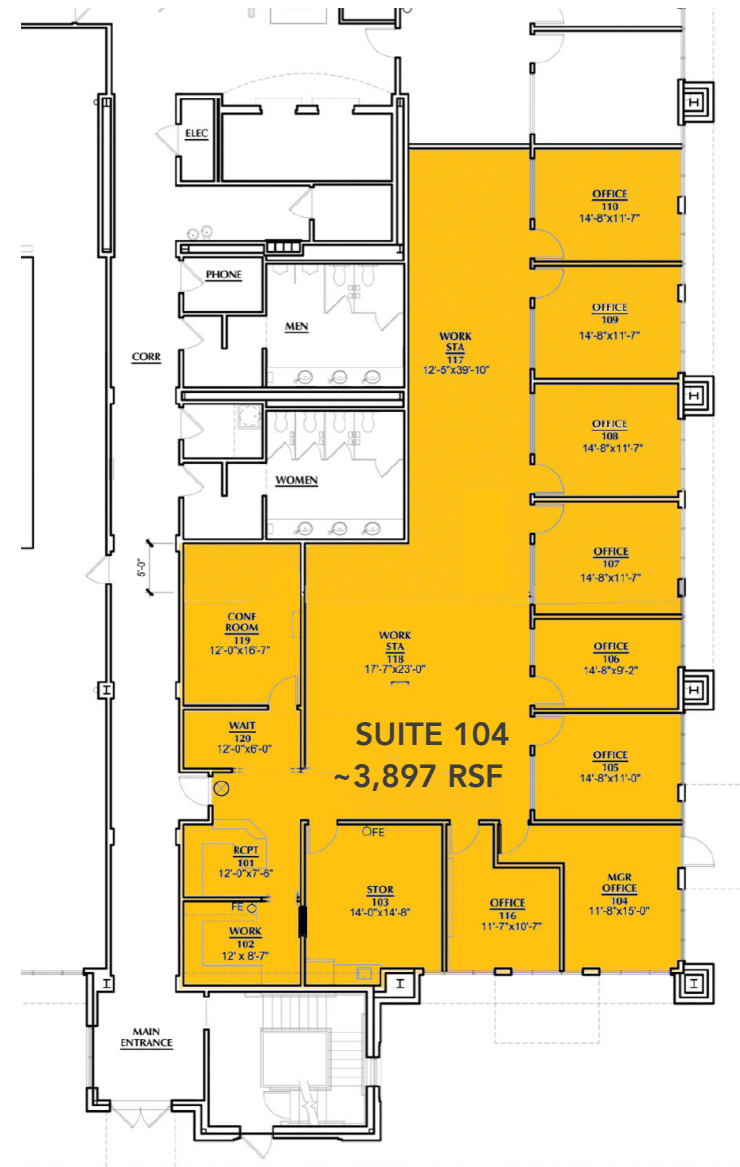 ELEC
OFFICE
110
14'-8"x11'-7"
PHONE
OFFICE
109
14'-8"x11'-7"
MEN
WORK
STA
117
12'-5"x39'-10"
CORR
OFFICE
108
14'-8"x11'-7"
WOMEN
OFFICE
107
14'-8"x11'-7"
5'-0"
CONF
ROOM
119
12'-0"x16'-7"
WORK
STA
118
17'-7"x23'-0"
OFFICE
106
14'-8"x9'-2"
WAIT
120
12'-0"x6'-0"
SUITE 104
~3,897 RSF
OFFICE
105
14'-8"x11'-0"
FE
RCPT
101
12'-0"x7'-6"
STOR
103
14'-0"x14'-8"
MGR
OFFICE
104
11'-8"x15'-0"
OFFICE
116
11'-7"x10'-7"
FE
WORK
102
12' x 8'-7"
MAIN
ENTRANCE